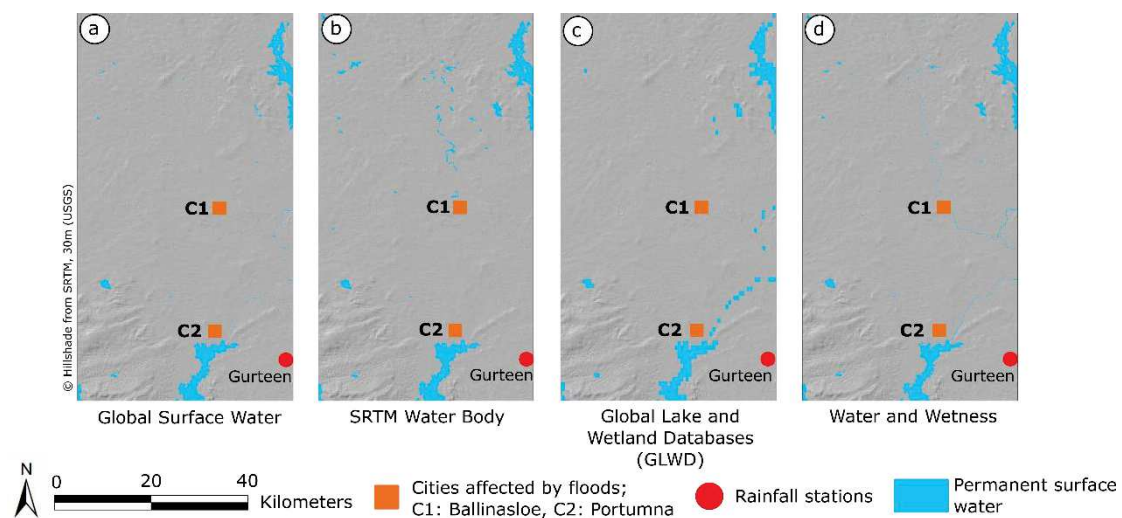 a
b
c
d
C1
C1
C1
C1
C2
C2
C2
C2
Gurteen
Gurteen
Gurteen
Gurteen
© Hillshade from SRTM, 30m (USGS)
Global Surface Water
SRTM Water Body
Global Lake and
Wetland Databases
(GLWD)
Water and Wetness
N
0 20 40
Kilometers
Cities affected by floods;
C1: Ballinasloe, C2: Portumna
Rainfall stations
Permanent surface
water